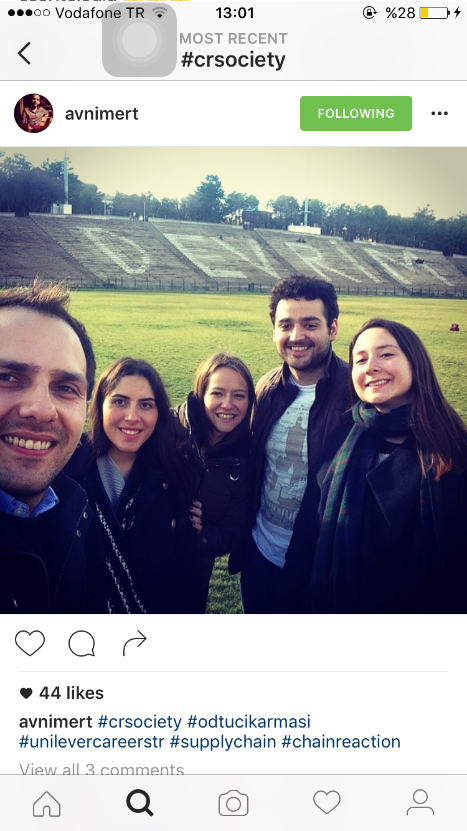 Vodafone TR 13:01 %28
MOST RECENT
#crsociety
avnimert FOLLOWING
DEVRİM
44 likes
avnimert #crsociety #odtucikarmasi
#unilevercareerstr #supplychain #chainreaction
View all 3 comments